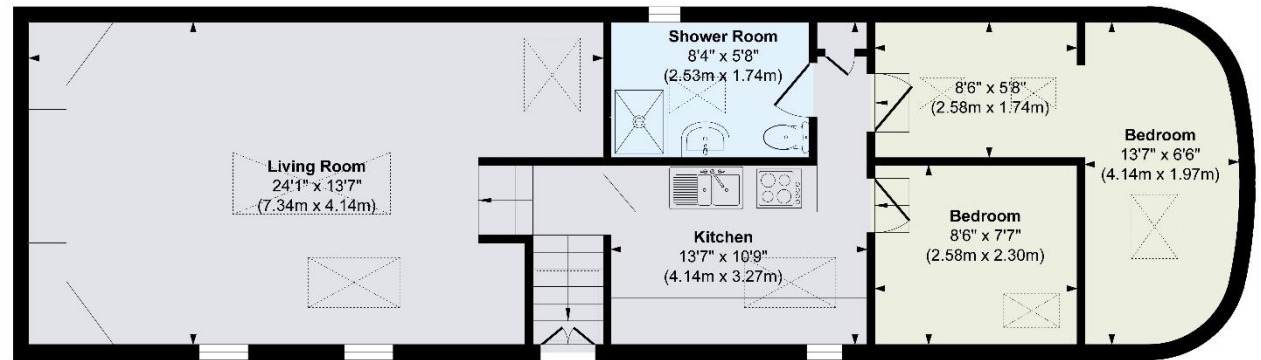 Living Room
24'1" x 13'7"
(7.34m x 4.14m)
Shower Room
8'4" x 5'8"
(2.53m x 1.74m)
Kitchen
13'7" x 10'9"
(4.14m x 3.27m)
8'6" x 5'8"
(2.58m x 1.74m)
Bedroom
8'6" x 7'7"
(2.58m x 2.30m)
Bedroom
13'7" x 6'6"
(4.14m x 1.97m)